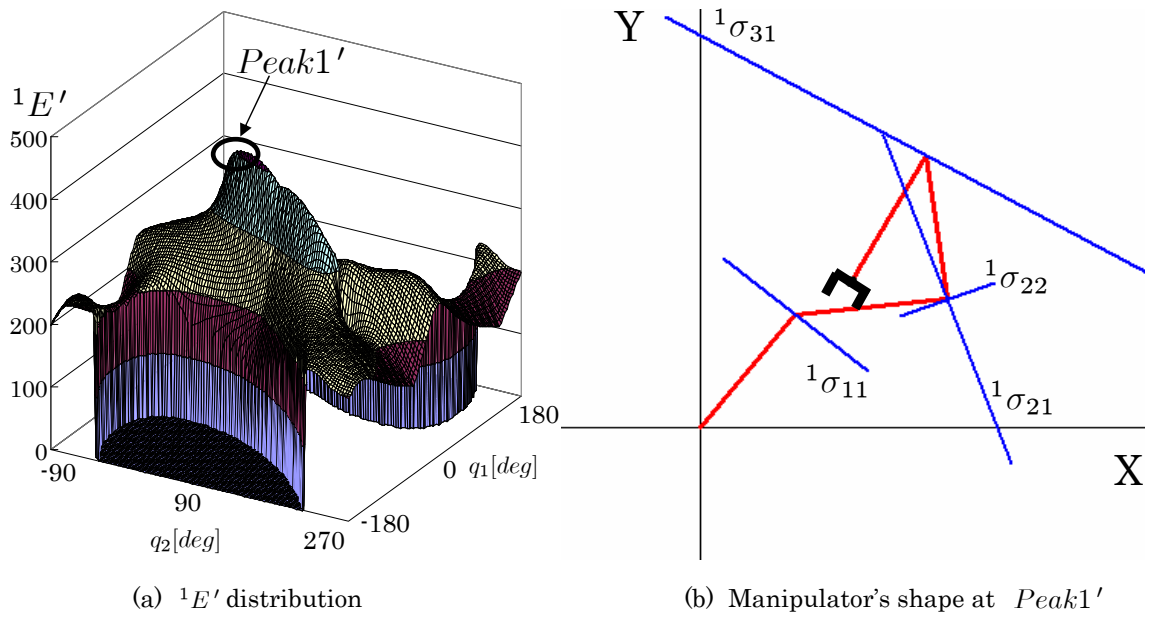 Peak1′
¹E′
500
400
300
200
100
0
-90
90
270
q₂[deg]
-180
0
180
q₁[deg]
(a) ¹E′ distribution
Y
¹σ₃₁
¹σ₂₂
¹σ₁₁
¹σ₂₁
X
(b) Manipulator's shape at Peak1′